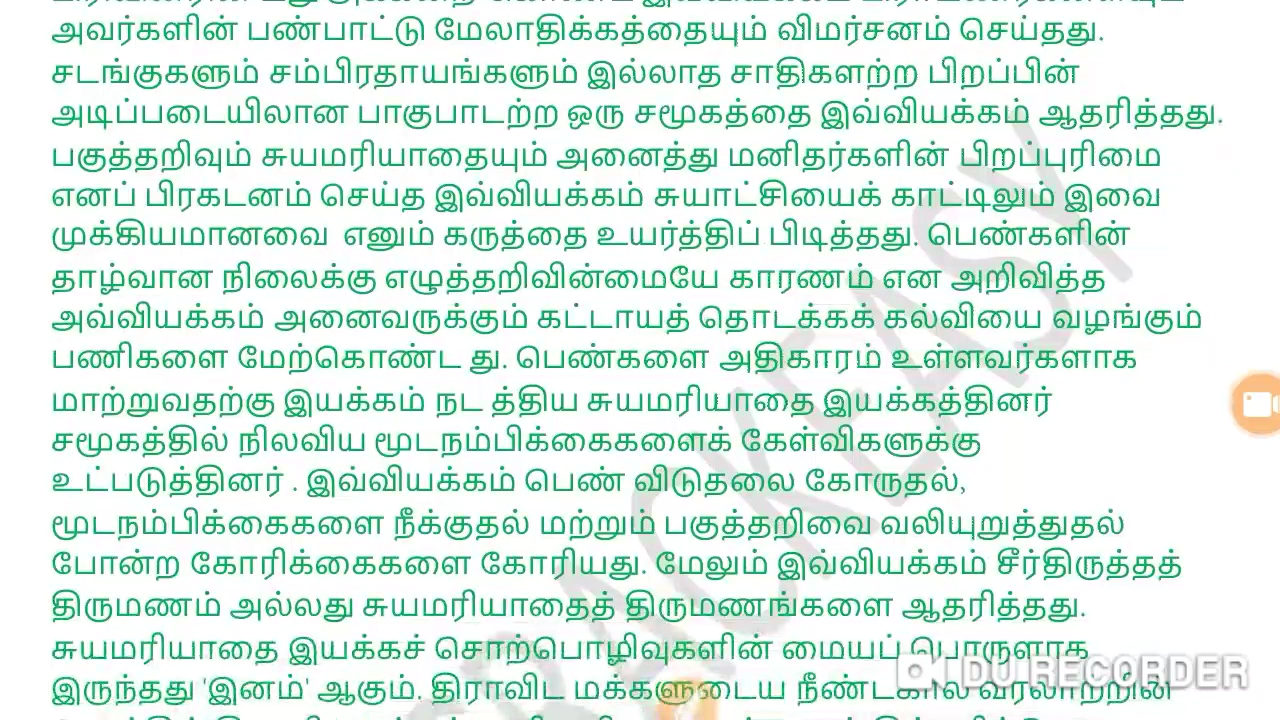 அவர்களின் பண்பாட்டு மேலாதிக்கத்தையும் விமர்சனம் செய்தது.
சடங்குகளும் சம்பிரதாயங்களும் இல்லாத சாதிகளற்ற பிறப்பின்
அடிப்படையிலான பாகுபாடற்ற ஒரு சமூகத்தை இவ்வியக்கம் ஆதரித்தது.
பகுத்தறிவும் சுயமரியாதையும் அனைத்து மனிதர்களின் பிறப்புரிமை
எனப் பிரகடனம் செய்த இவ்வியக்கம் சுயாட்சியைக் காட்டிலும் இவை
முக்கியமானவை எனும் கருத்தை உயர்த்திப் பிடித்தது. பெண்களின்
தாழ்வான நிலைக்கு எழுத்தறிவின்மையே காரணம் என அறிவித்த
அவ்வியக்கம் அனைவருக்கும் கட்டாயத் தொடக்கக் கல்வியை வழங்கும்
பணிகளை மேற்கொண்ட து. பெண்களை அதிகாரம் உள்ளவர்களாக
மாற்றுவதற்கு இயக்கம் நட த்திய சுயமரியாதை இயக்கத்தினர்
சமூகத்தில் நிலவிய மூடநம்பிக்கைகளைக் கேள்விகளுக்கு
உட்படுத்தினர் . இவ்வியக்கம் பெண் விடுதலை கோருதல்,
மூடநம்பிக்கைகளை நீக்குதல் மற்றும் பகுத்தறிவை வலியுறுத்துதல்
போன்ற கோரிக்கைகளை கோரியது. மேலும் இவ்வியக்கம் சீர்திருத்தத்
திருமணம் அல்லது சுயமரியாதைத் திருமணங்களை ஆதரித்தது.
சுயமரியாதை இயக்கச் சொற்பொழிவுகளின் மையப் பொருளாக
இருந்தது 'இனம்' ஆகும். திராவிட மக்களுடைய நீண்டகால வரலாற்றின்
DU RECORDER